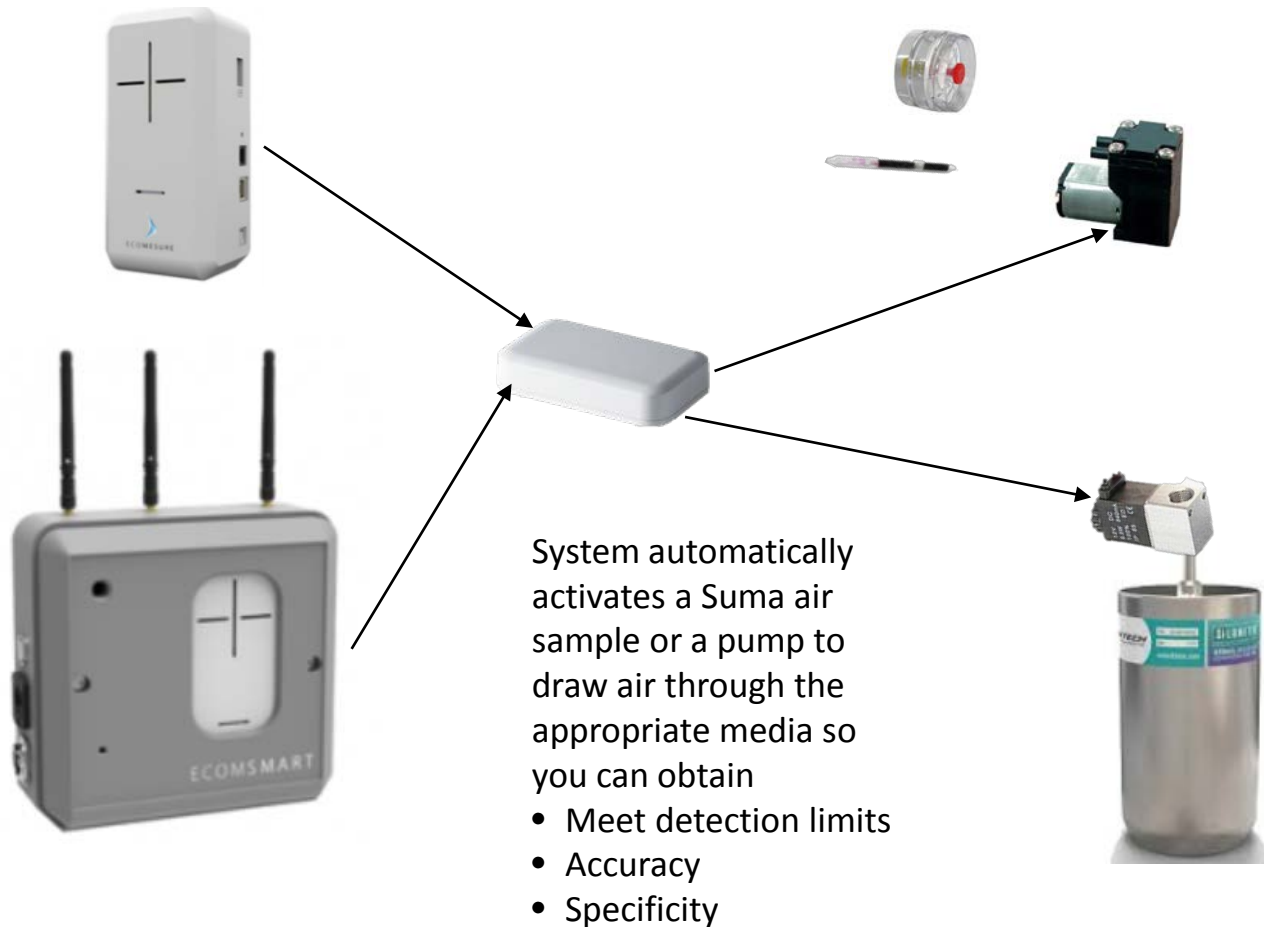 ECOMESURE
ECOMSMART
System automatically
activates a Suma air
sample or a pump to
draw air through the
appropriate media so
you can obtain
• Meet detection limits
• Accuracy
• Specificity